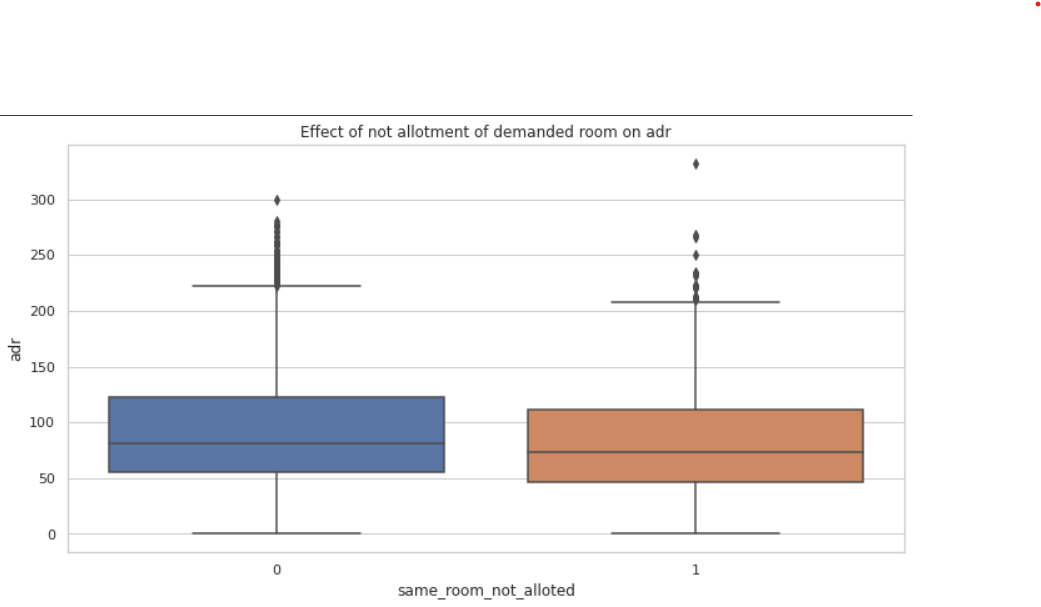 Effect of not allotment of demanded room on adr
300
250
200
150
100
50
0
adr
0 1
same_room_not_alloted